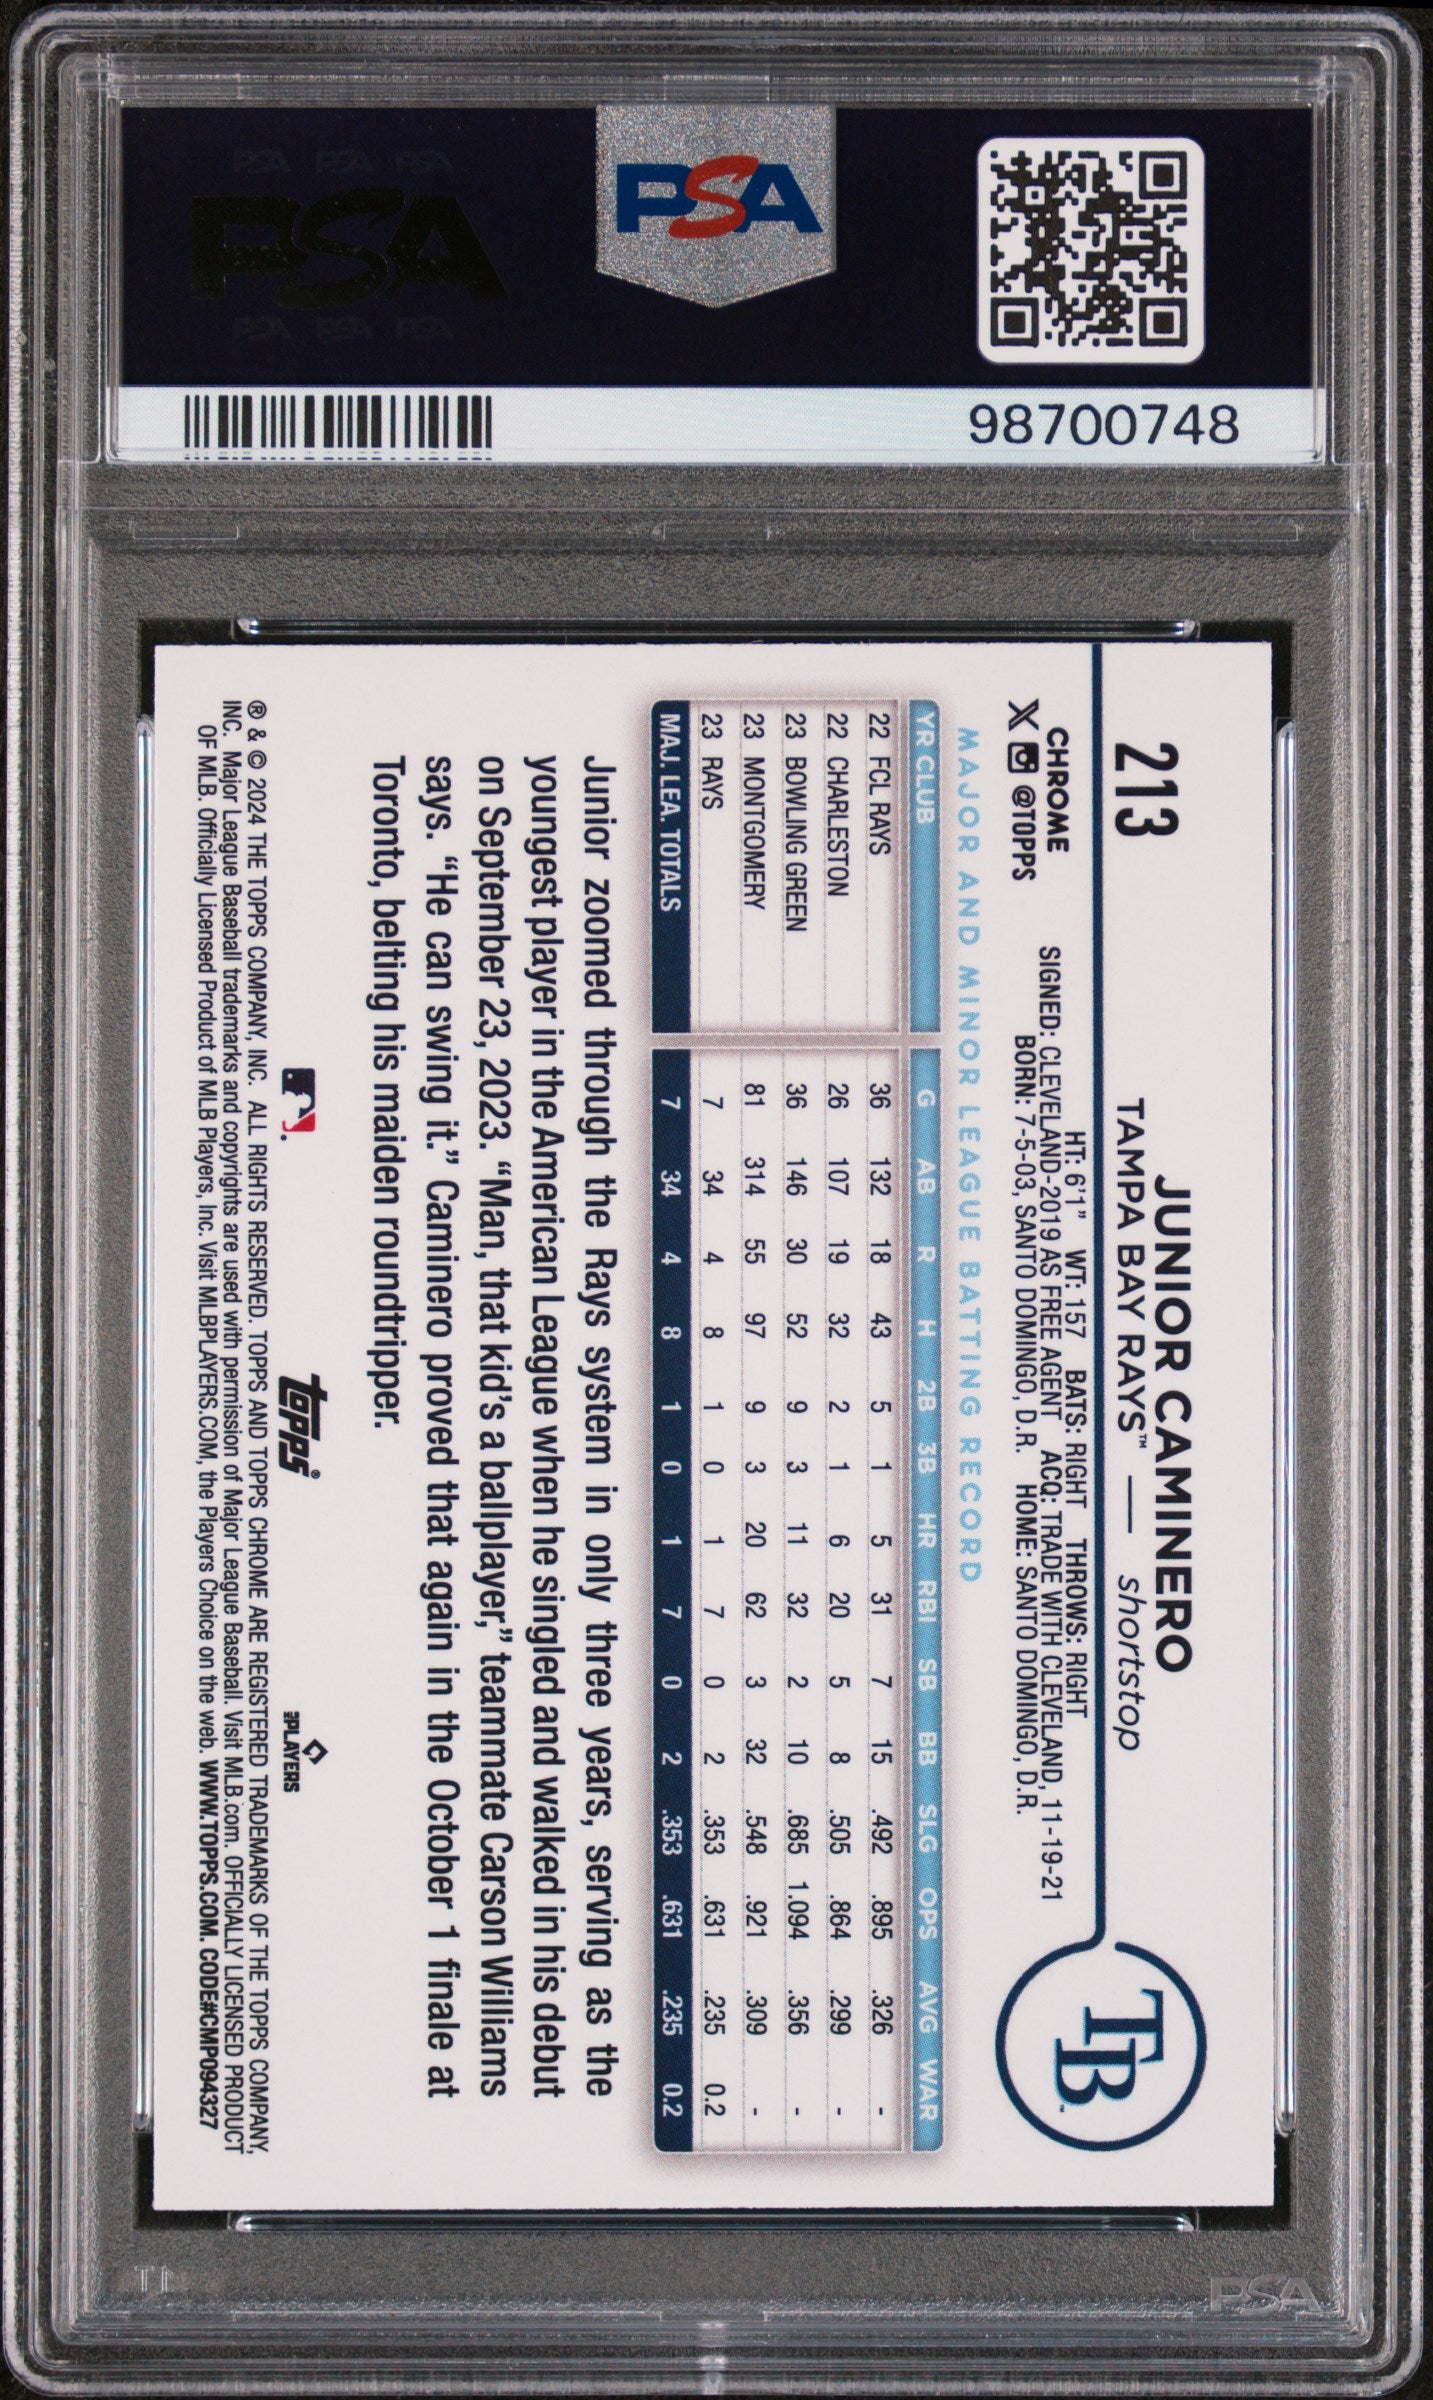 PSA PSA PSA
PSA
PSA PSA PSA
PSA
98700748
213
JUNIOR CAMINERO
TAMPA BAY RAYS™ — shortstop
TB™
CHROME
X @TOPPS
HT: 6'1" WT: 157 BATS: RIGHT THROWS: RIGHT
SIGNED: CLEVELAND-2019 AS FREE AGENT ACQ: TRADE WITH CLEVELAND, 11-19-21
BORN: 7-5-03, SANTO DOMINGO, D.R. HOME: SANTO DOMINGO, D.R.
MAJOR AND MINOR LEAGUE BATTING RECORD
YR CLUB G AB R H 2B 3B HR RBI SB BB SLG OPS AVG WAR
22 FCL RAYS 36 132 18 43 5 1 5 31 7 15 .492 .895 .326 -
22 CHARLESTON 26 107 19 32 2 1 6 20 5 8 .505 .864 .299 -
23 BOWLING GREEN 36 146 30 52 9 3 11 32 2 10 .685 1.094 .356 -
23 MONTGOMERY 81 314 55 97 9 3 20 62 3 32 .548 .921 .309 -
23 RAYS 7 34 4 8 1 0 1 7 0 2 .353 .631 .235 0.2
MAJ. LEA. TOTALS 7 34 4 8 1 0 1 7 0 2 .353 .631 .235 0.2
Junior zoomed through the Rays system in only three years, serving as the
youngest player in the American League when he singled and walked in his debut
on September 23, 2023. “Man, that kid’s a ballplayer,” teammate Carson Williams
says. “He can swing it.” Caminero proved that again in the October 1 finale at
Toronto, belting his maiden roundtripper.
topps®
THE PLAYERS
® & © 2024 THE TOPPS COMPANY, INC. ALL RIGHTS RESERVED. TOPPS AND TOPPS CHROME ARE REGISTERED TRADEMARKS OF THE TOPPS COMPANY,
INC. Major League Baseball trademarks and copyrights are used with permission of Major League Baseball. Visit MLB.com. OFFICIALLY LICENSED PRODUCT
OF MLB. Officially Licensed Product of MLB Players, Inc. Visit MLBPLAYERS.COM, the Players Choice on the web. WWW.TOPPS.COM. CODE#CMP094327
PSA